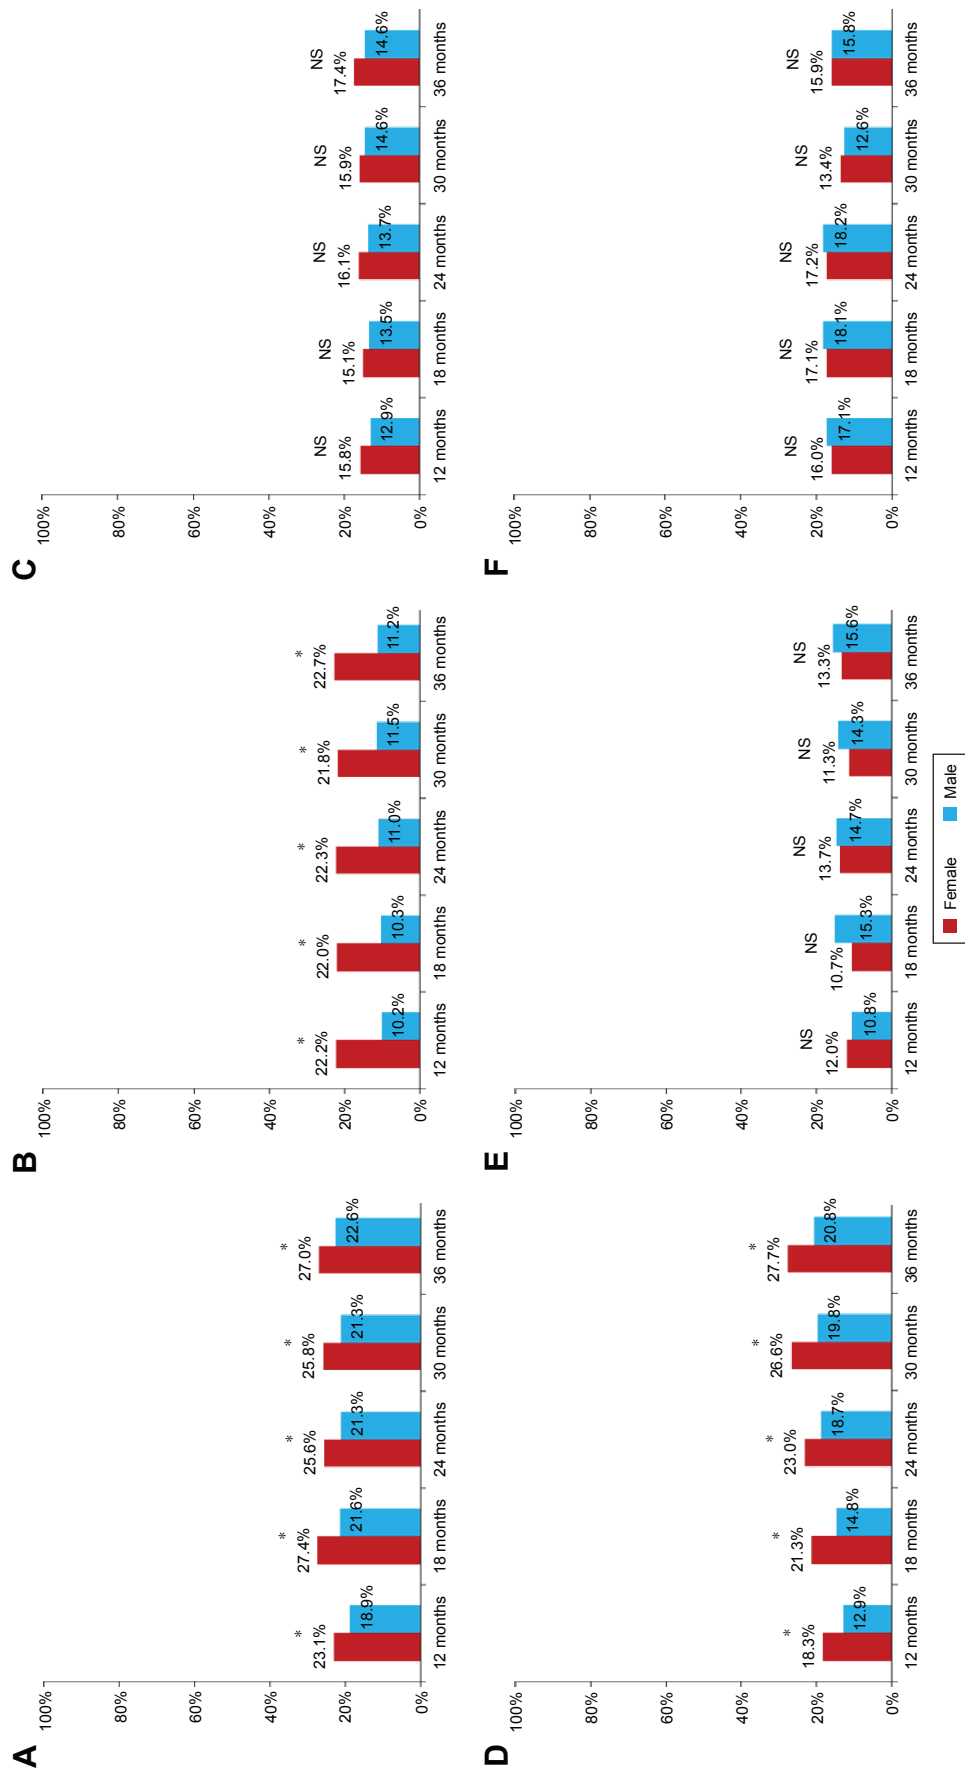 A
100%
80%
60%
40%
20%
0%
23.1%
*
18.9%
27.4%
*
21.6%
25.6%
*
21.3%
25.8%
*
21.3%
27.0%
*
22.6%
12 months
18 months
24 months
30 months
36 months
B
100%
80%
60%
40%
20%
0%
22.2%
*
10.2%
22.0%
*
10.3%
22.3%
*
11.0%
21.8%
*
11.5%
22.7%
*
11.2%
12 months
18 months
24 months
30 months
36 months
C
100%
80%
60%
40%
20%
0%
NS
15.8%
12.9%
NS
15.1%
13.5%
NS
16.1%
13.7%
NS
15.9%
14.6%
NS
17.4%
14.6%
12 months
18 months
24 months
30 months
36 months
D
100%
80%
60%
40%
20%
0%
18.3%
*
12.9%
21.3%
*
14.8%
23.0%
*
18.7%
26.6%
*
19.8%
27.7%
*
20.8%
12 months
18 months
24 months
30 months
36 months
E
100%
80%
60%
40%
20%
0%
NS
12.0%
10.8%
NS
10.7%
15.3%
NS
13.7%
14.7%
NS
11.3%
14.3%
NS
13.3%
15.6%
12 months
18 months
24 months
30 months
36 months
F
100%
80%
60%
40%
20%
0%
NS
16.0%
17.1%
NS
17.1%
18.1%
NS
17.2%
18.2%
NS
13.4%
12.6%
NS
15.9%
15.8%
12 months
18 months
24 months
30 months
36 months
Female Male